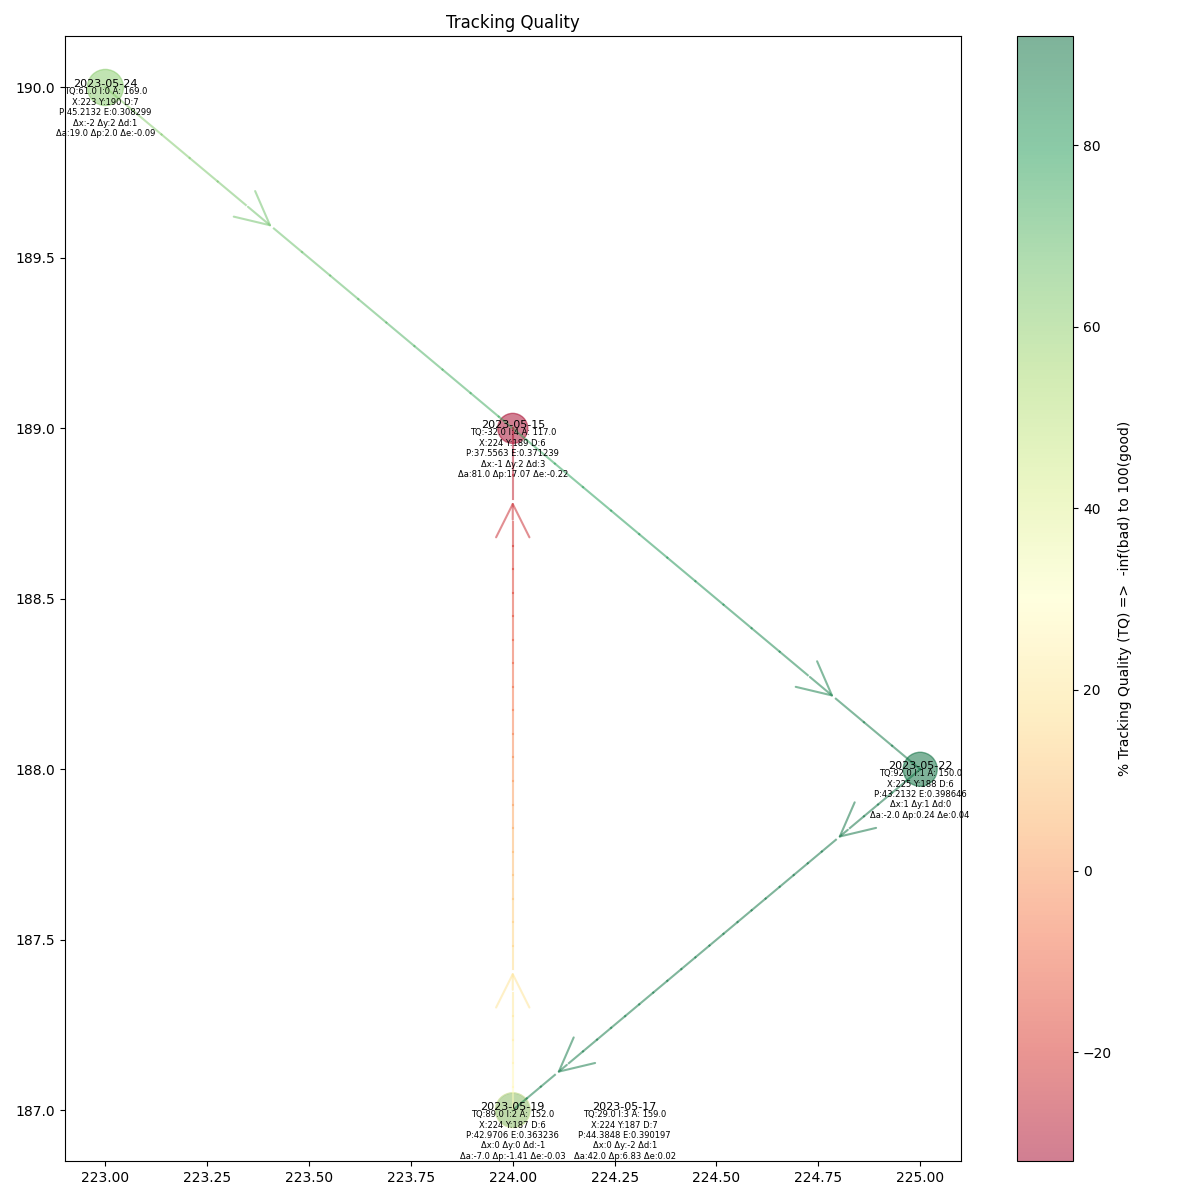 Tracking Quality
190.0
189.5
189.0
188.5
188.0
187.5
187.0
2023-05-24
TQ:61.0 I:0 A: 169.0
X:223 Y:190 D:7
P:45.2132 E:0.308299
Δx:-2 Δy:2 Δd:1
Δa:19.0 Δp:2.0 Δe:-0.09
2023-05-15
TQ:-32.0 I:4 A: 117.0
X:224 Y:189 D:6
P:37.5563 E:0.371239
Δx:-1 Δy:2 Δd:3
Δa:81.0 Δp:17.07 Δe:-0.22
2023-05-22
TQ:92.0 I:1 A: 150.0
X:225 Y:188 D:6
P:43.2132 E:0.398646
Δx:1 Δy:1 Δd:0
Δa:-2.0 Δp:0.24 Δe:0.04
2023-05-19
TQ:89.0 I:2 A: 152.0
X:224 Y:187 D:6
P:42.9706 E:0.363236
Δx:0 Δy:0 Δd:-1
Δa:-7.0 Δp:-1.41 Δe:-0.03
2023-05-17
TQ:29.0 I:3 A: 159.0
X:224 Y:187 D:7
P:44.3848 E:0.390197
Δx:0 Δy:-2 Δd:1
Δa:42.0 Δp:6.83 Δe:0.02
223.00 223.25 223.50 223.75 224.00 224.25 224.50 224.75 225.00
80
60
40
20
0
−20
% Tracking Quality (TQ) => -inf(bad) to 100(good)